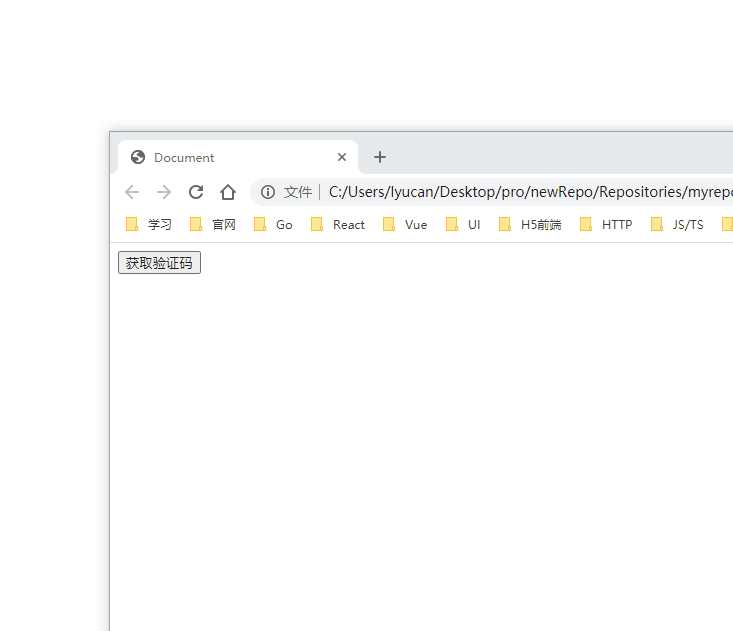 Document
文件 C:/Users/lyucan/Desktop/pro/newRepo/Repositories/myrepo
学习 官网 Go React Vue UI H5前端 HTTP JS/TS
获取验证码